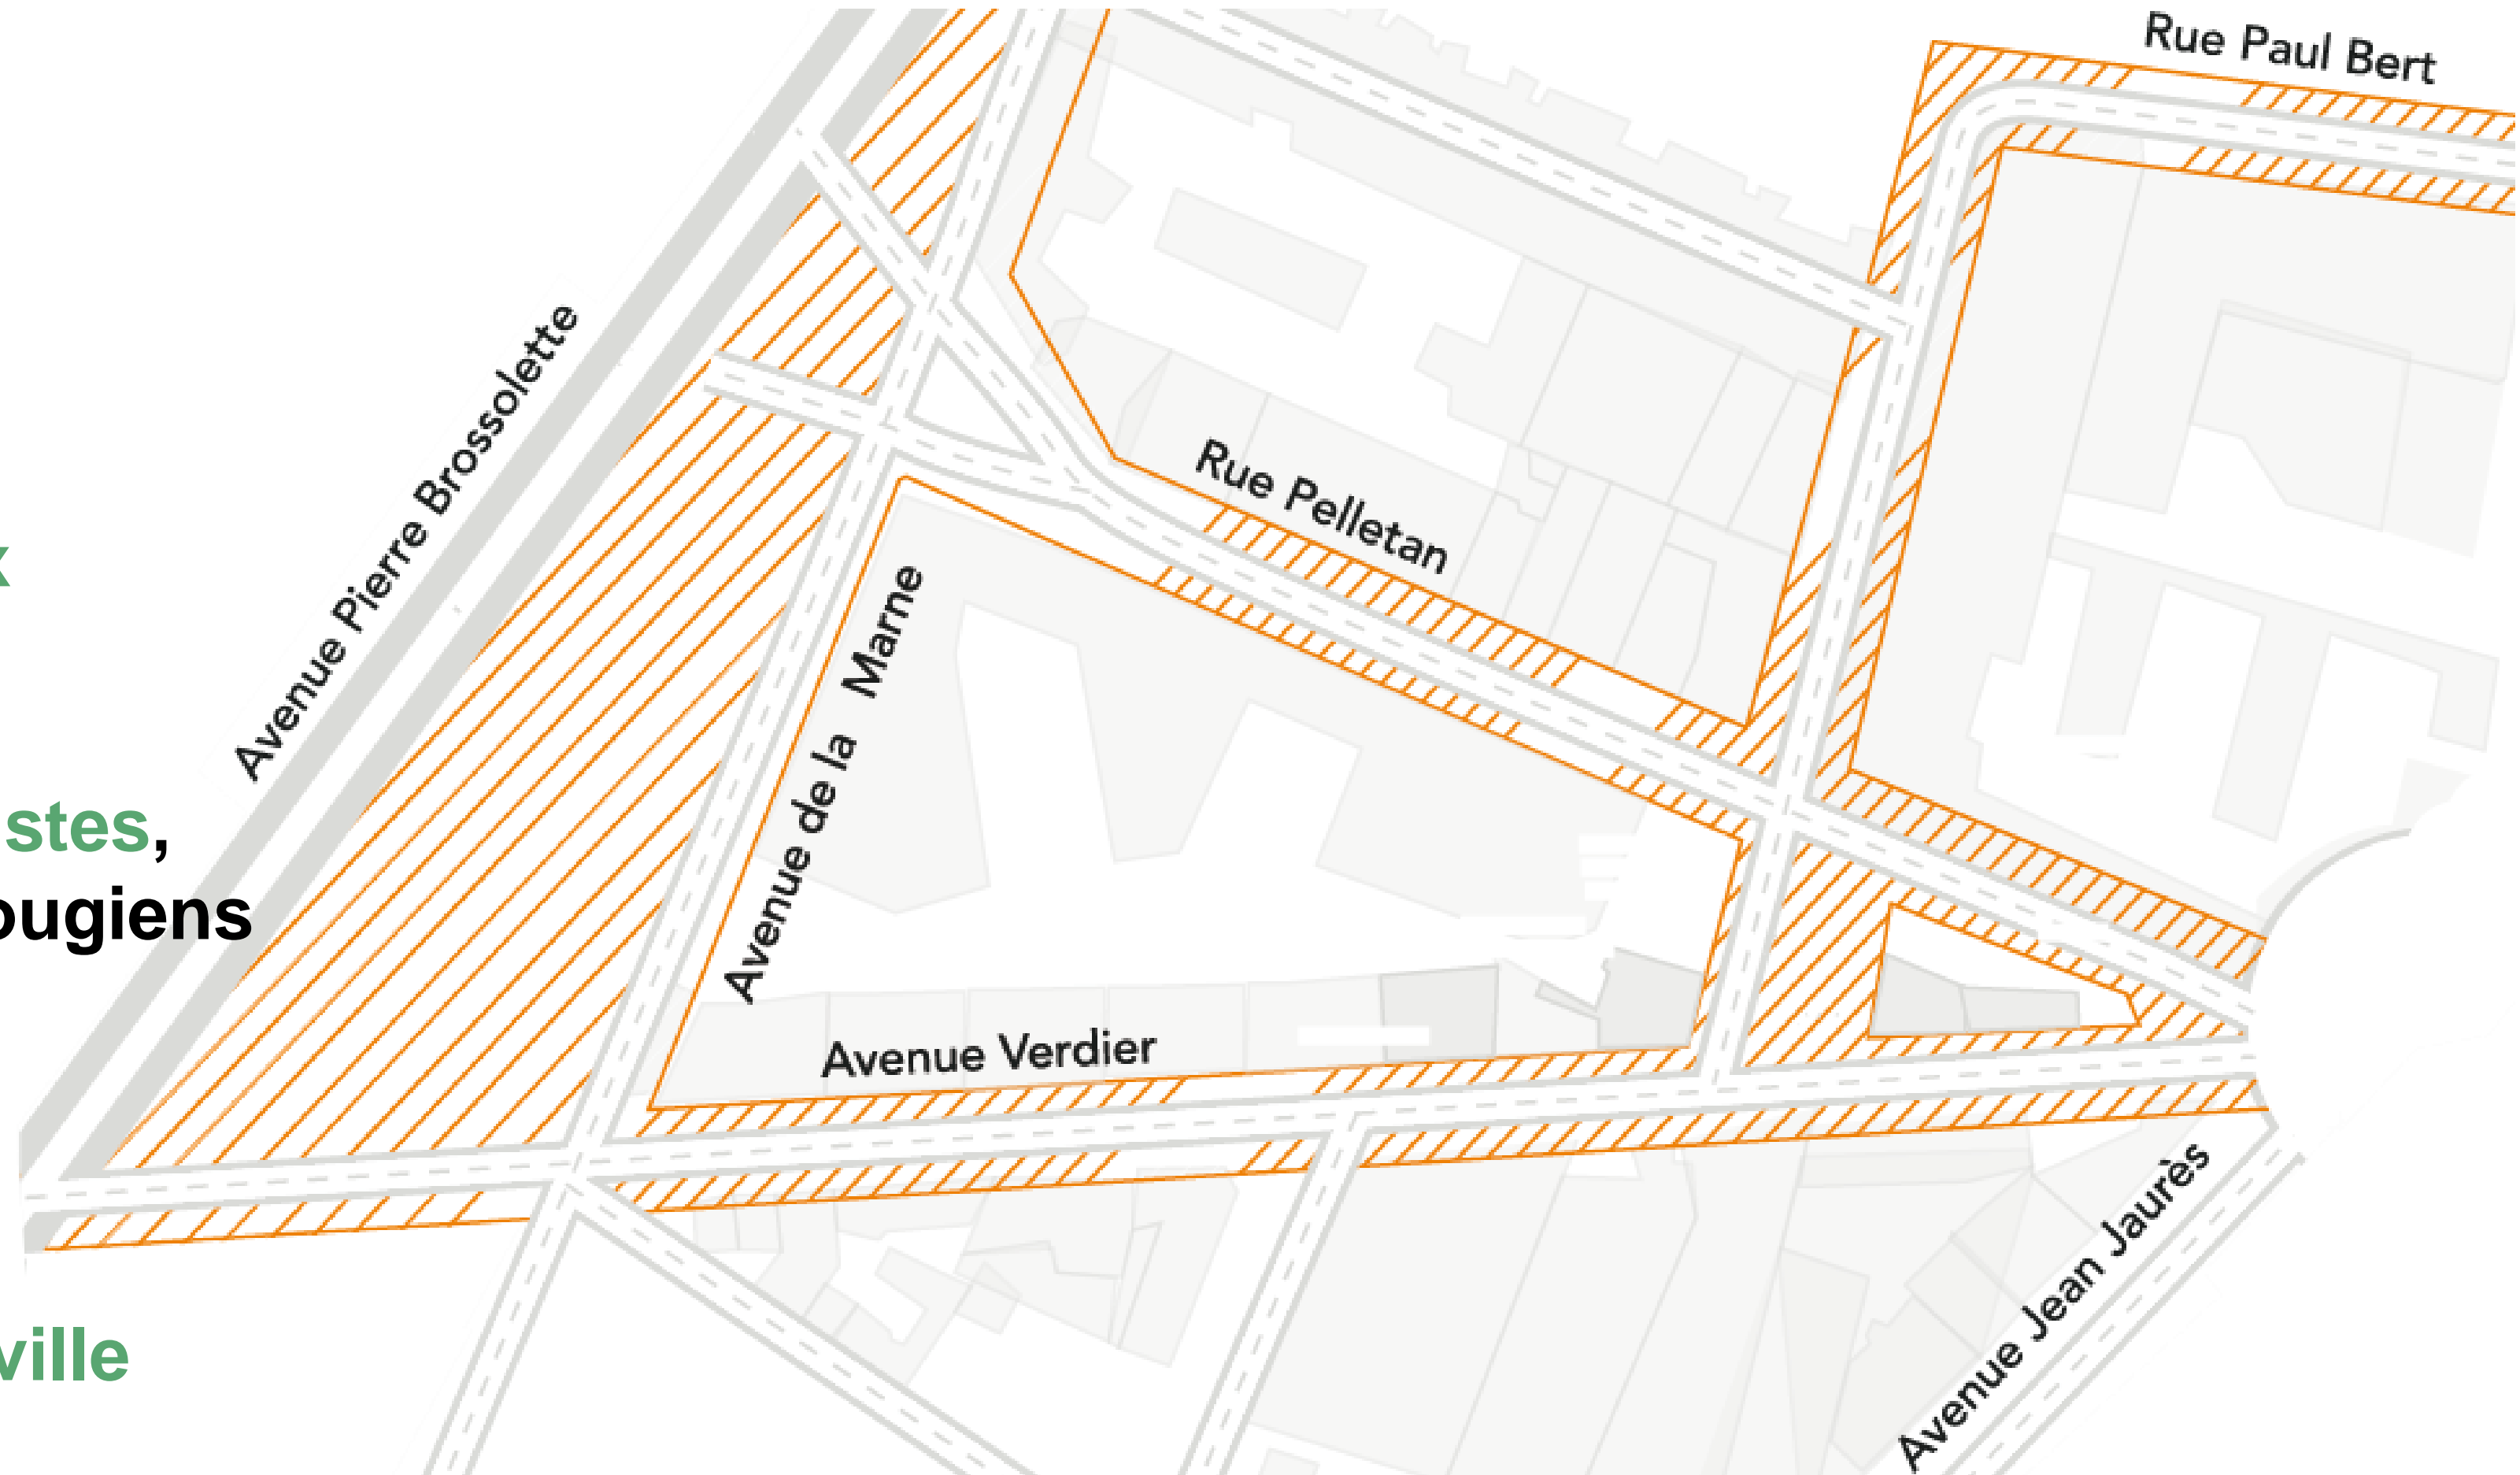 Rue Paul Bert
Avenue Pierre Brossolette
Rue Pelletan
x
Avenue de la Marne
stes,
ougiens
Avenue Verdier
Avenue Jean Jaurès
ville